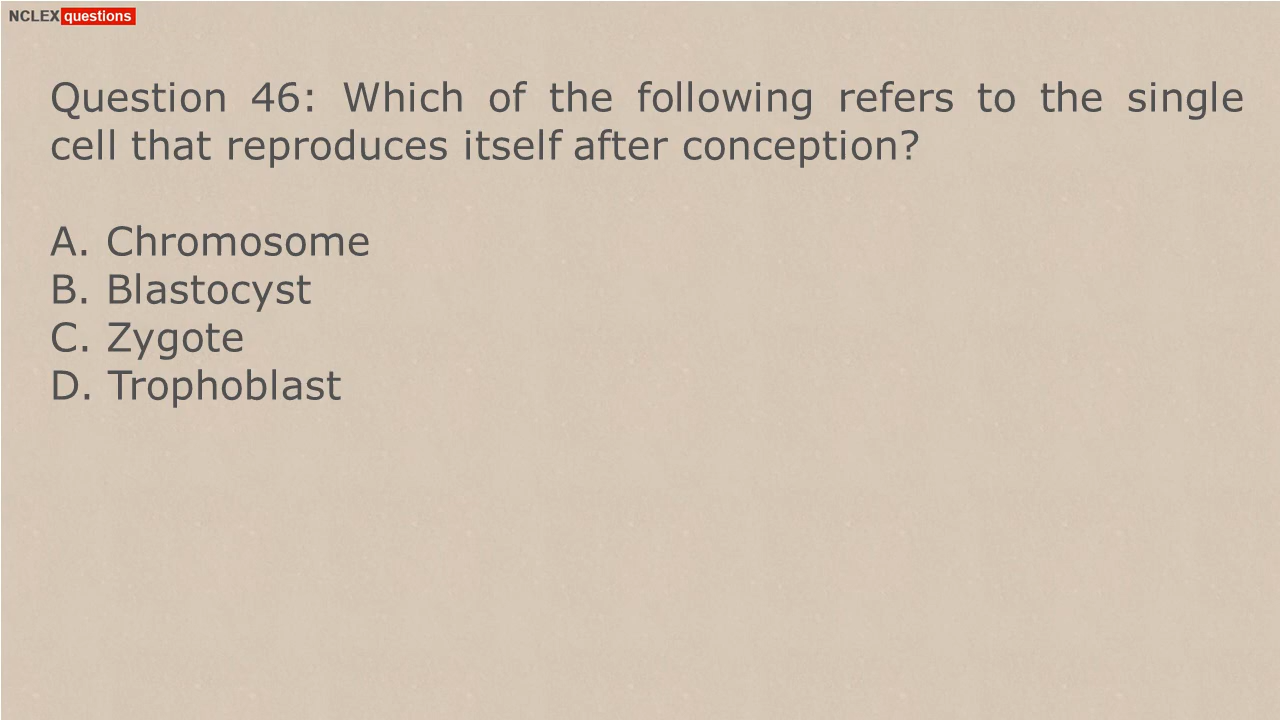 NCLEX questions
Question 46: Which of the following refers to the single
cell that reproduces itself after conception?
A. Chromosome
B. Blastocyst
C. Zygote
D. Trophoblast